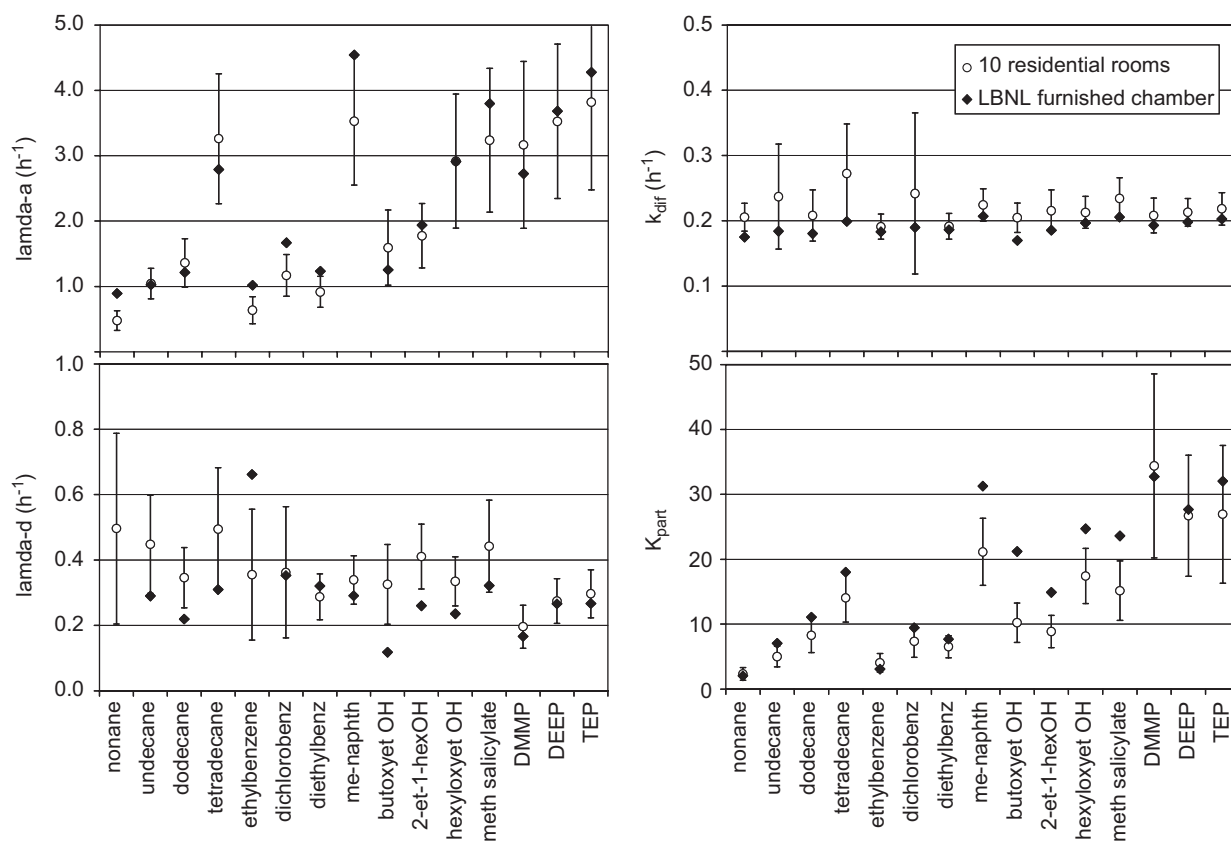 5.0
4.0
3.0
2.0
1.0
0
lamda-a (h-1)
0.5
0.4
0.3
0.2
0.1
0
kdif (h-1)
10 residential rooms
LBNL furnished chamber
1.0
0.8
0.6
0.4
0.2
0.0
lamda-d (h-1)
nonane
undecane
dodecane
tetradecane
ethylbenzene
dichlorobenz
diethylbenz
me-naphth
butoxyet OH
2-et-1-hexOH
hexyloxyet OH
meth salicylate
DMMP
DEEP
TEP
50
40
30
20
10
0
Kpart
nonane
undecane
dodecane
tetradecane
ethylbenzene
dichlorobenz
diethylbenz
me-naphth
butoxyet OH
2-et-1-hexOH
hexyloxyet OH
meth salicylate
DMMP
DEEP
TEP